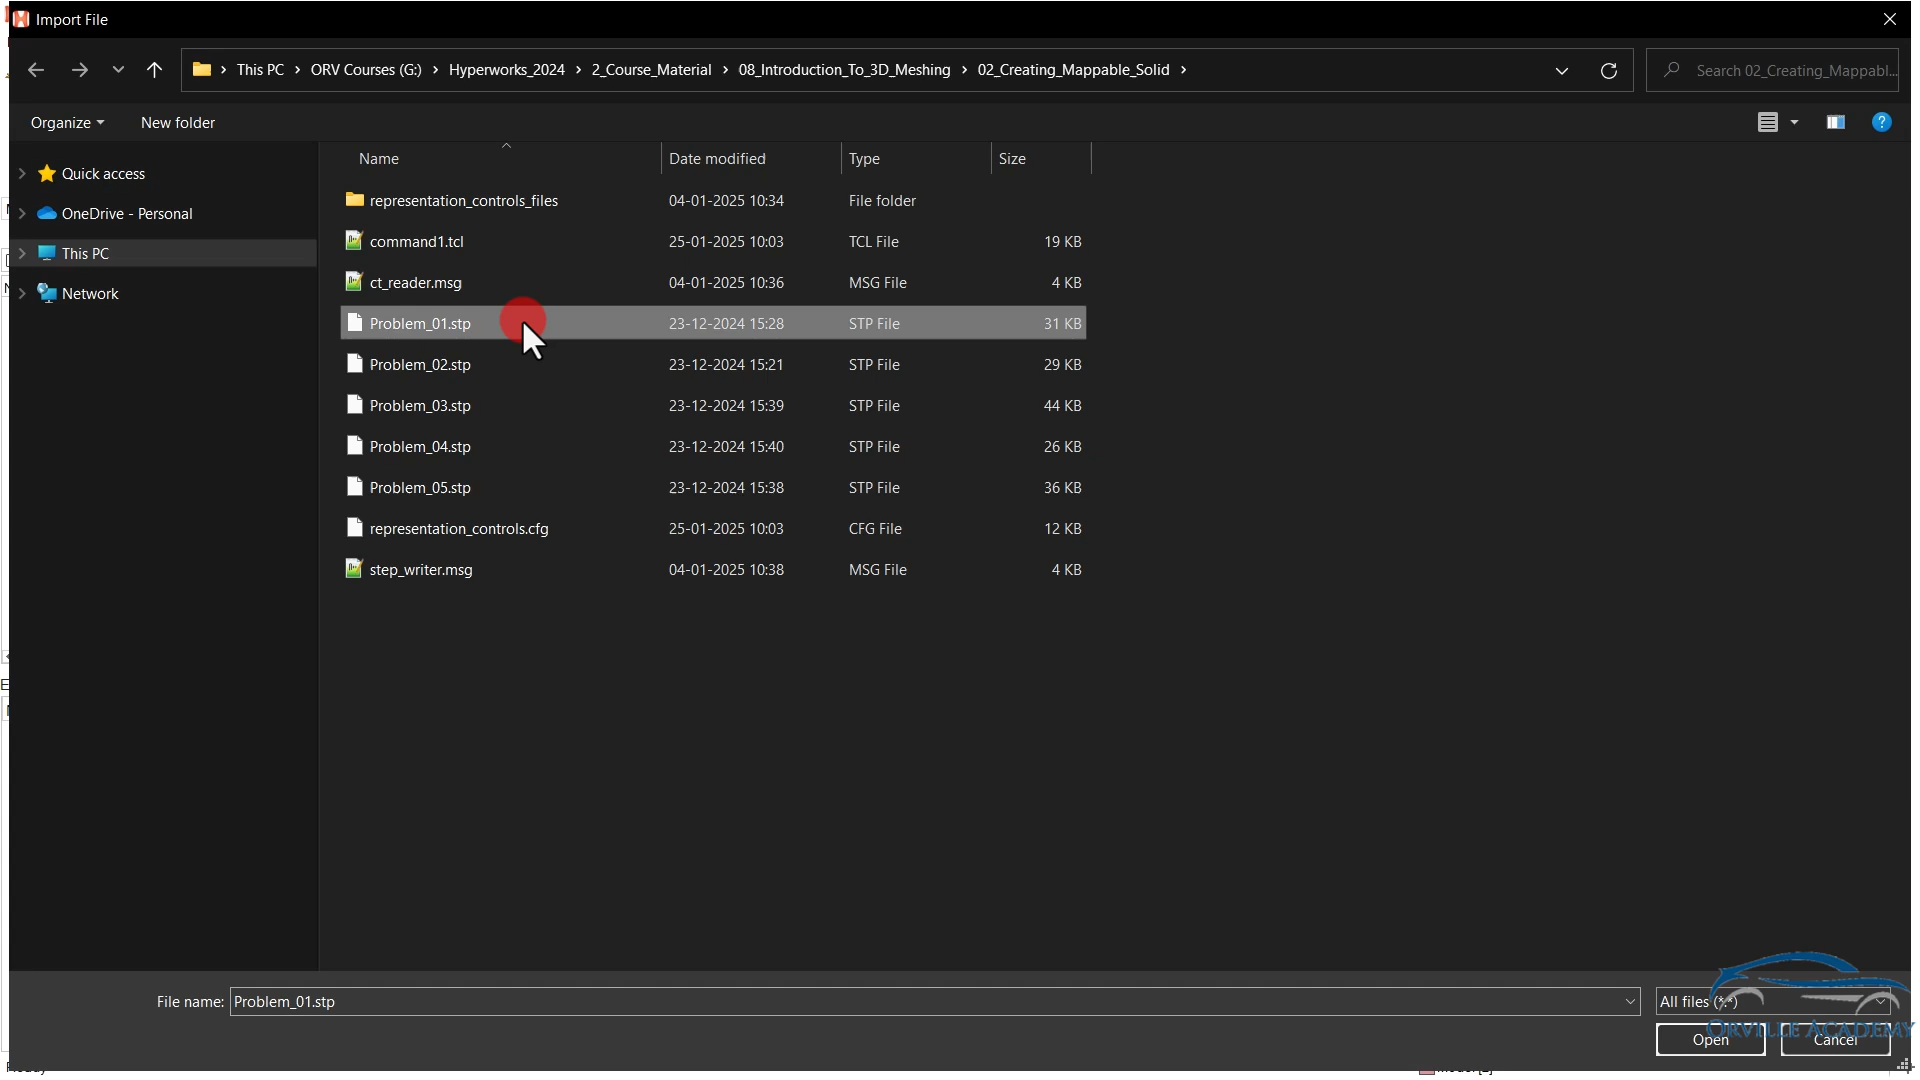 Import File
This PC > ORV Courses (G:) > Hyperworks_2024 > 2_Course_Material > 08_Introduction_To_3D_Meshing > 02_Creating_Mappable_Solid >
Search 02_Creating_Mappabl...
Organize
New folder
Quick access
OneDrive - Personal
This PC
Network
Name Date modified Type Size
representation_controls_files 04-01-2025 10:34 File folder
command1.tcl 25-01-2025 10:03 TCL File 19 KB
ct_reader.msg 04-01-2025 10:36 MSG File 4 KB
Problem_01.stp 23-12-2024 15:28 STP File 31 KB
Problem_02.stp 23-12-2024 15:21 STP File 29 KB
Problem_03.stp 23-12-2024 15:39 STP File 44 KB
Problem_04.stp 23-12-2024 15:40 STP File 26 KB
Problem_05.stp 23-12-2024 15:38 STP File 36 KB
representation_controls.cfg 25-01-2025 10:03 CFG File 12 KB
step_writer.msg 04-01-2025 10:38 MSG File 4 KB
File name: Problem_01.stp
All files (*.*)
ORVILLE ACADEMY
Open
Cancel